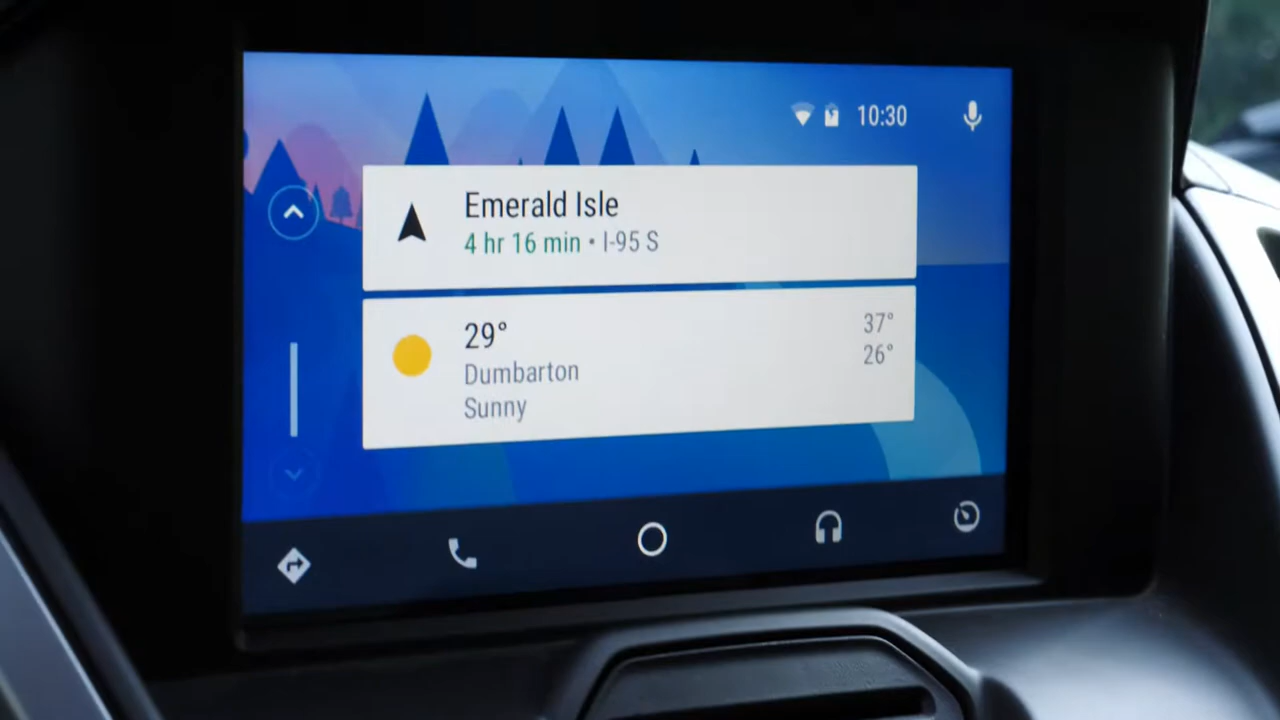 10:30
Emerald Isle
4 hr 16 min • I-95 S
29°
37°
26°
Dumbarton
Sunny